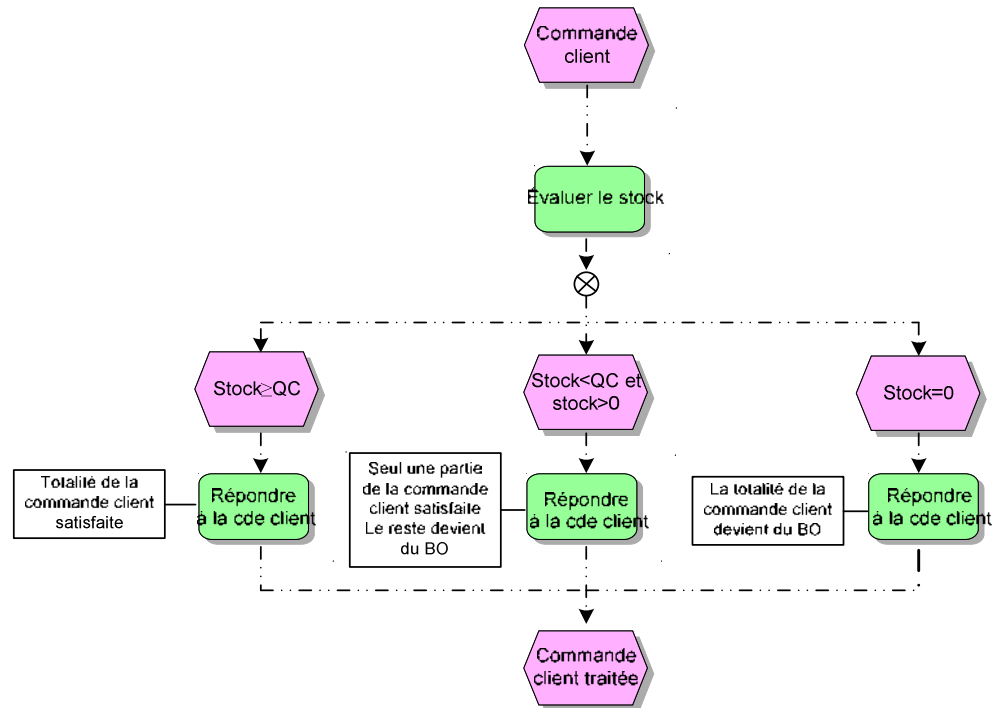 Commande
client
Évaluer le stock
Stock≥QC
Stock<QC et
stock>0
Stock=0
Totalité de la
commande client
satisfaite
Répondre
à la cde client
Seul une partie
de la commande
client satisfaite
Le reste devient
du BO
Répondre
à la cde client
La totalité de la
commande client
devient du BO
Répondre
à la cde client
Commande
client traitée